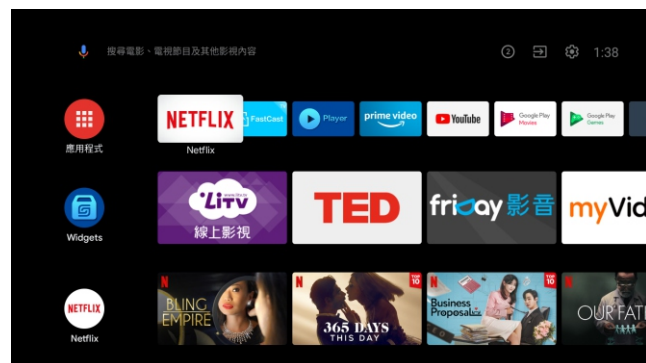 搜尋電影、電視節目及其他影視內容
2
1:38
NETFLIX
FastCast
Player
prime video
YouTube
Google Play
Movies
Google Play
Games
應用程式
Netflix
www.litv.tv
LiTV
線上影視
TED
friday影音
myVid
Widgets
NETFLIX
Netflix
N
BLING
EMPIRE
N
TOP
10
365 DAYS
THIS DAY
N
TOP
10
Business
Proposal
N
OUR FAT